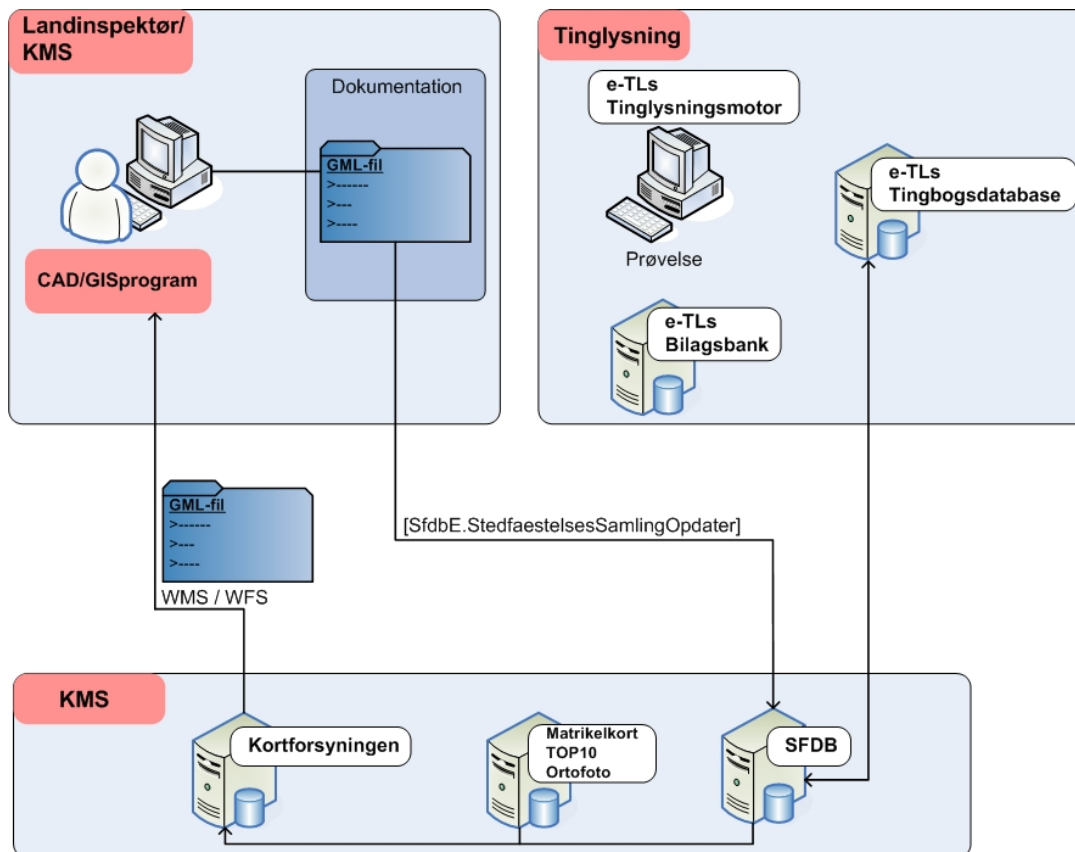 Landinspektør/
KMS
Dokumentation
GML-fil
>------
>---
>----
CAD/GISprogram
Tinglysning
e-TLs
Tinglysningsmotor
Prøvelse
e-TLs
Tingbogsdatabase
e-TLs
Bilagsbank
GML-fil
>------
>---
>----
WMS / WFS
[SfdbE.StedfaestelsesSamlingOpdater]
KMS
Kortforsyningen
Matrikelkort
TOP10
Ortofoto
SFDB